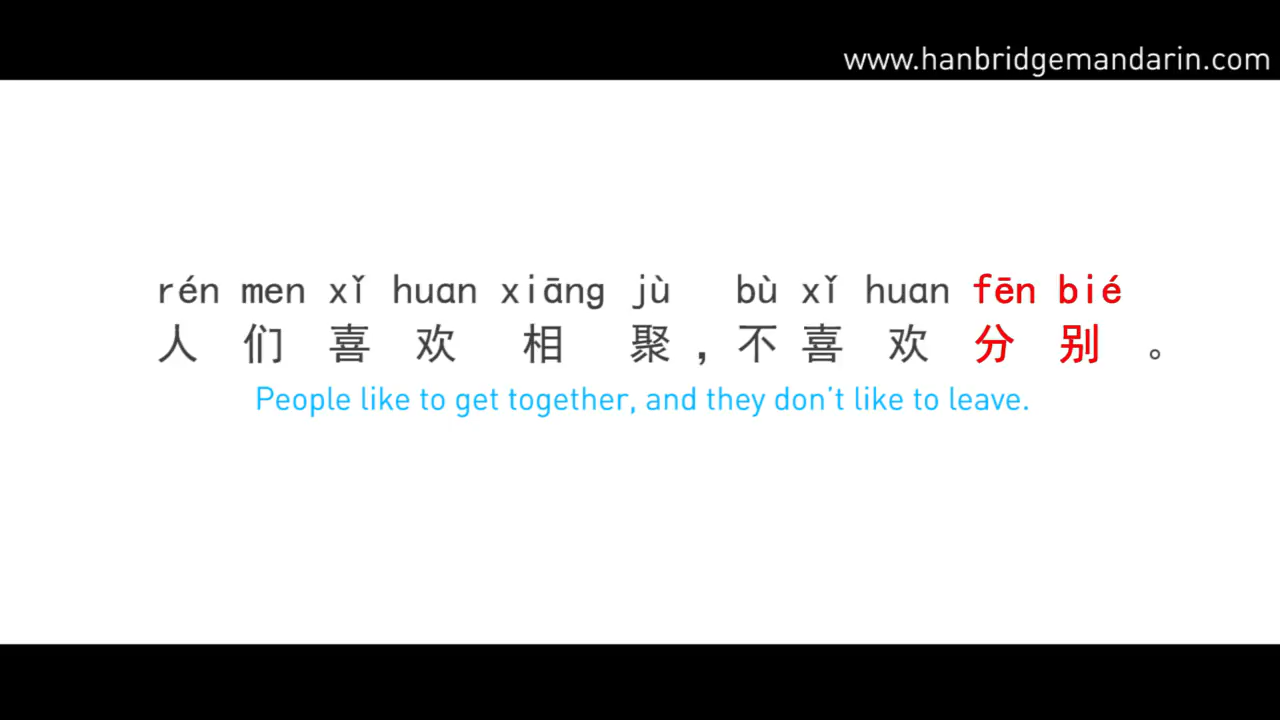 www.hanbridgemandarin.com
rén men xǐ huan xiāng jù bù xǐ huan fēn bié
人们喜欢相聚,不喜欢分别。
People like to get together, and they don't like to leave.